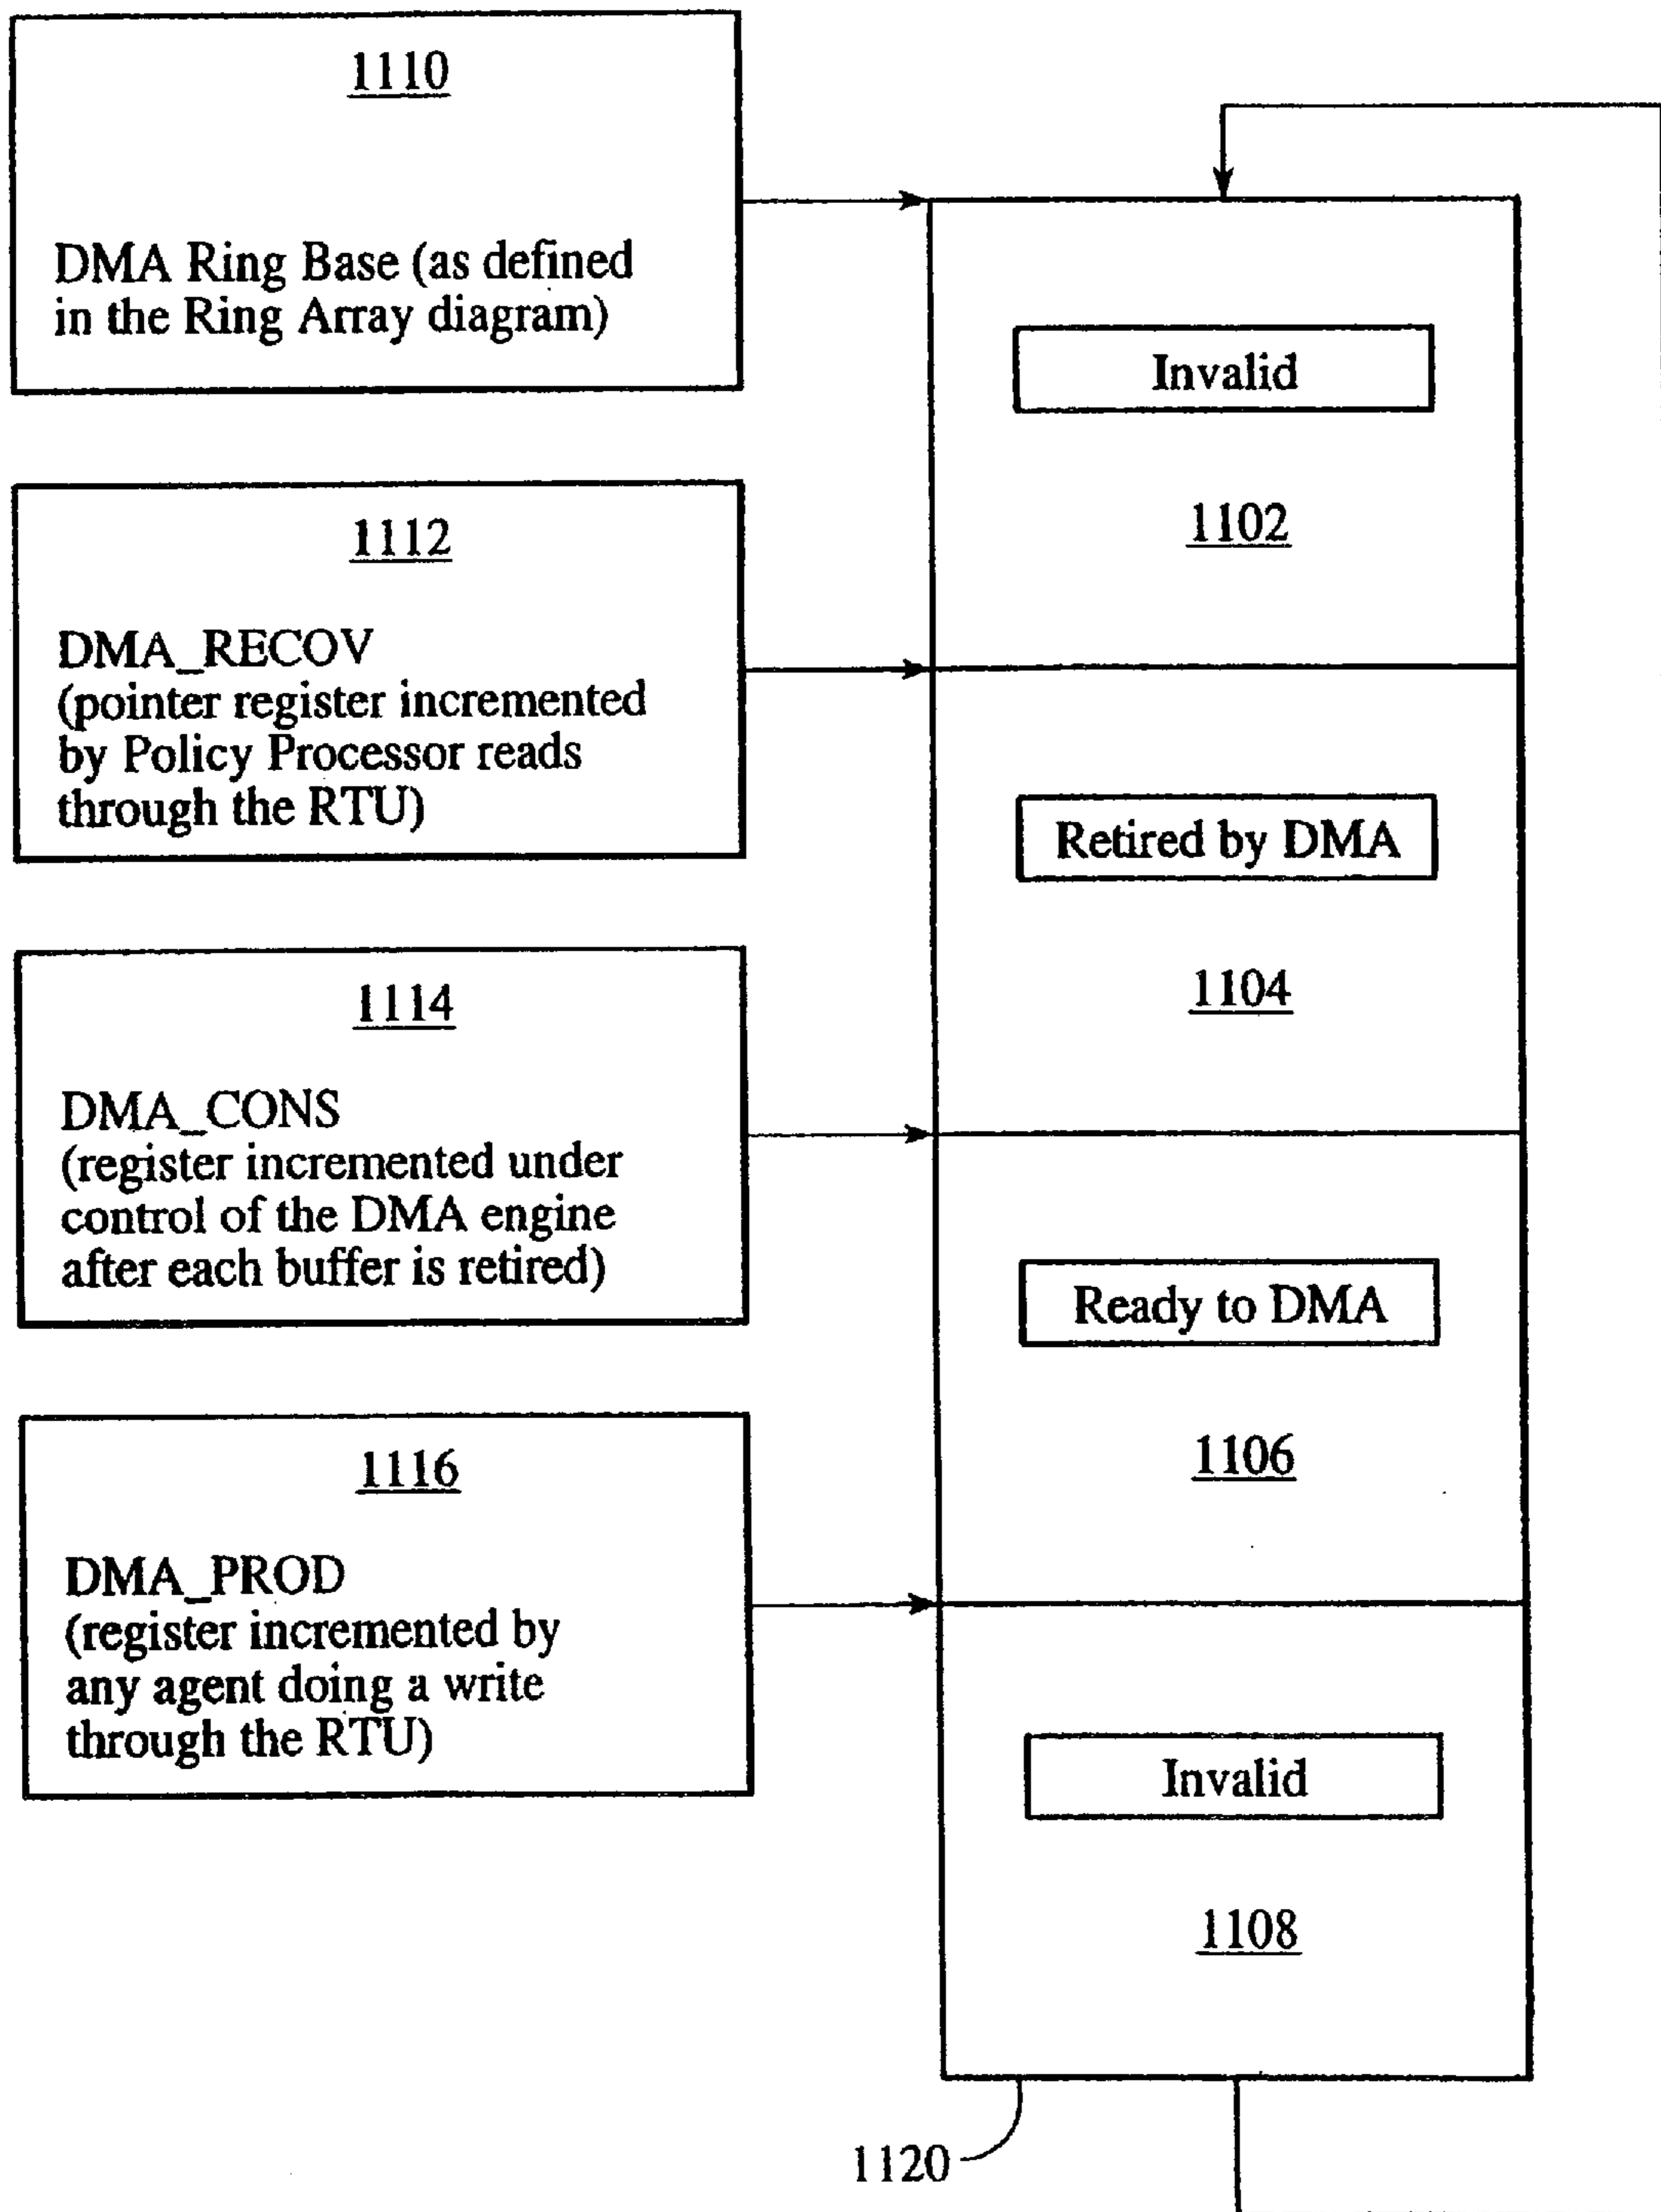 1110
DMA Ring Base (as defined
in the Ring Array diagram)
Invalid
1102
1112
DMA_RECOV
(pointer register incremented
by Policy Processor reads
through the RTU)
Retired by DMA
1104
1114
DMA_CONS
(register incremented under
control of the DMA engine
after each buffer is retired)
Ready to DMA
1106
1116
DMA_PROD
(register incremented by
any agent doing a write
through the RTU)
Invalid
1108
1120